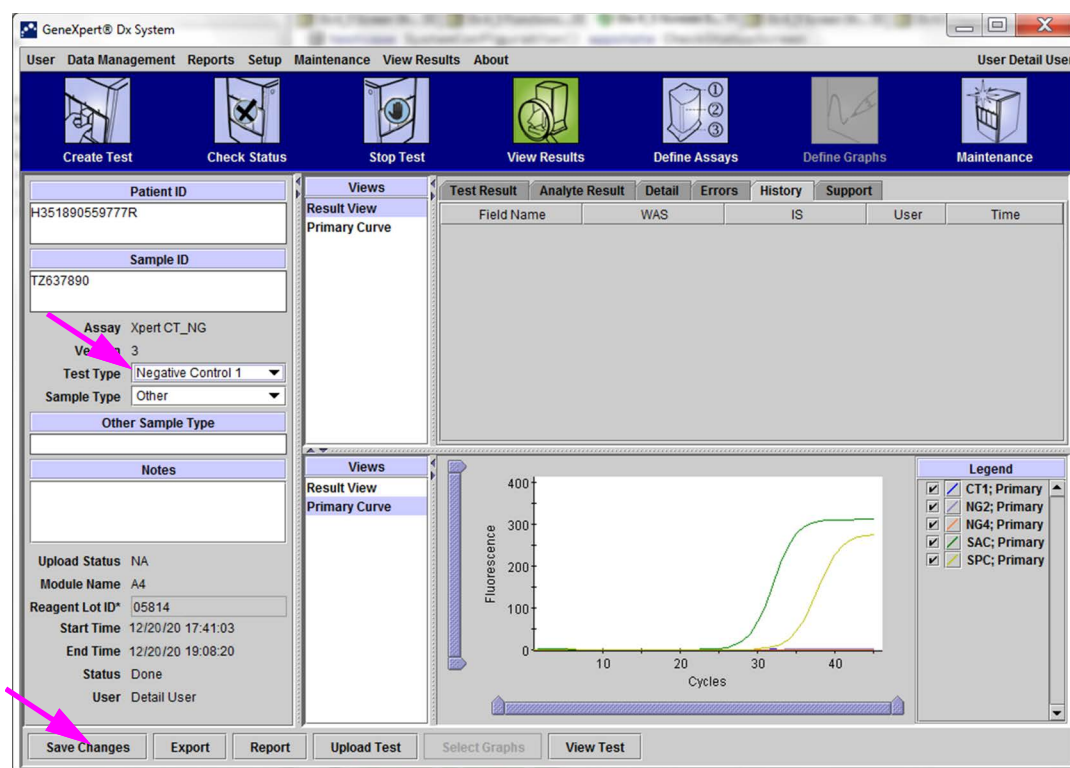 GeneXpert® Dx System
User Data Management Reports Setup Maintenance View Results About User Detail User
Create Test Check Status Stop Test View Results Define Assays Define Graphs Maintenance
Patient ID
H351890559777R
Sample ID
TZ637890
Assay Xpert CT_NG
Version 3
Test Type Negative Control 1
Sample Type Other
Other Sample Type
Notes
Upload Status NA
Module Name A4
Reagent Lot ID* 05814
Start Time 12/20/20 17:41:03
End Time 12/20/20 19:08:20
Status Done
User Detail User
Views
Result View
Primary Curve
Test Result Analyte Result Detail Errors History Support
Field Name WAS IS User Time
Views
Result View
Primary Curve
Fluorescence
400
300
200
100
0
10 20 30 40
Cycles
Legend
CT1; Primary
NG2; Primary
NG4; Primary
SAC; Primary
SPC; Primary
Save Changes Export Report Upload Test Select Graphs View Test